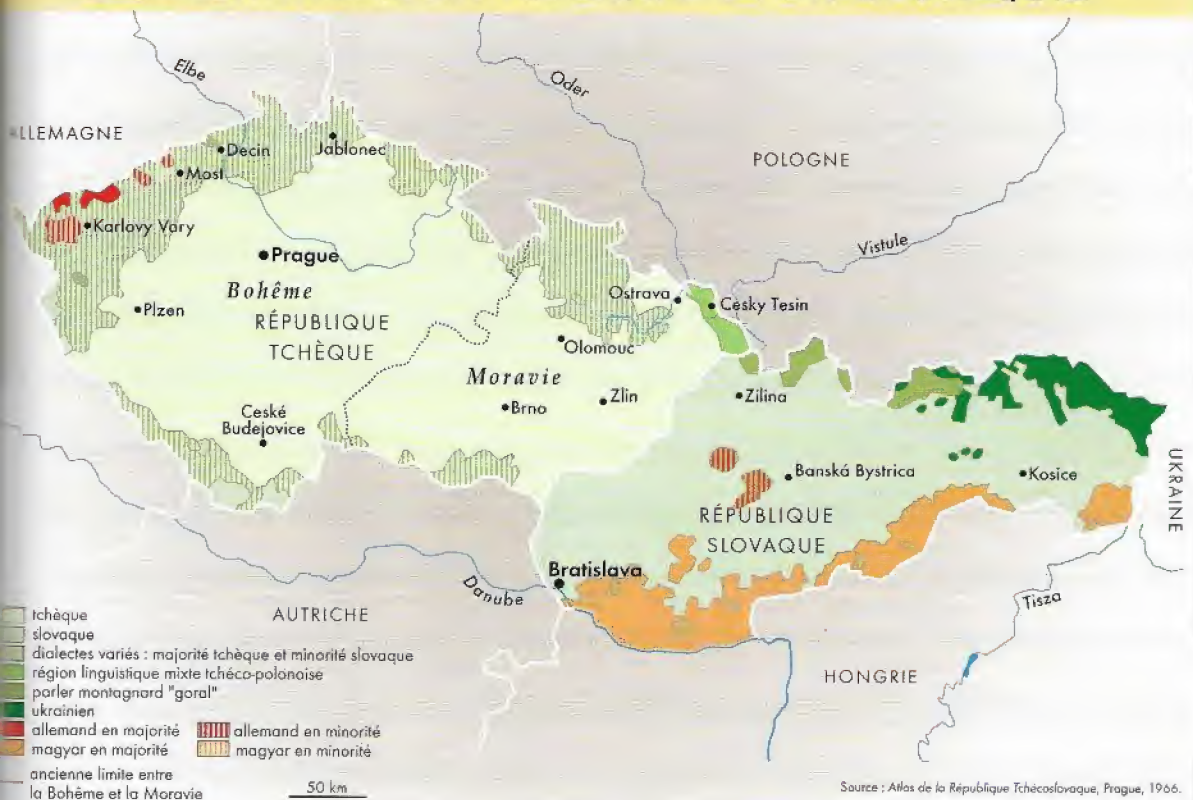 Elbe
Oder
ALLEMAGNE
Decin
Jablonec
POLOGNE
Most
Karlovy Vary
Vistule
Prague
Bohême
Ostrava
Cesky Tesin
Plzen
RÉPUBLIQUE
TCHÈQUE
Olomouc
Moravie
Zlin
Zilina
Brno
Ceské
Budejovice
UKRAINE
Banská Bystrica
Kosice
RÉPUBLIQUE
SLOVAQUE
Bratislava
Danube
Tisza
AUTRICHE
HONGRIE
tchèque
slovaque
dialectes variés : majorité tchèque et minorité slovaque
région linguistique mixte tchéco-polonaise
parler montagnard "goral"
ukrainien
allemand en majorité
allemand en minorité
magyar en majorité
magyar en minorité
ancienne limite entre
la Bohême et la Moravie
50 km
Source : Atlas de la République Tchécoslovaque, Prague, 1966.